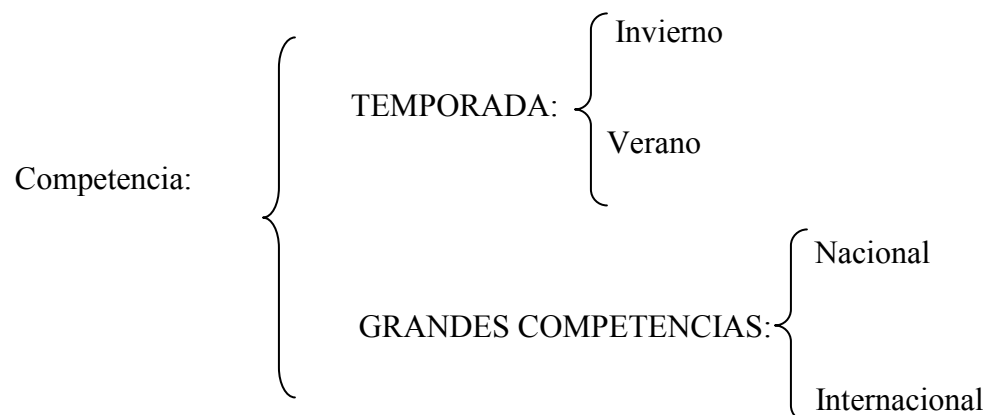 Competencia:
TEMPORADA:
Invierno
Verano
GRANDES COMPETENCIAS:
Nacional
Internacional